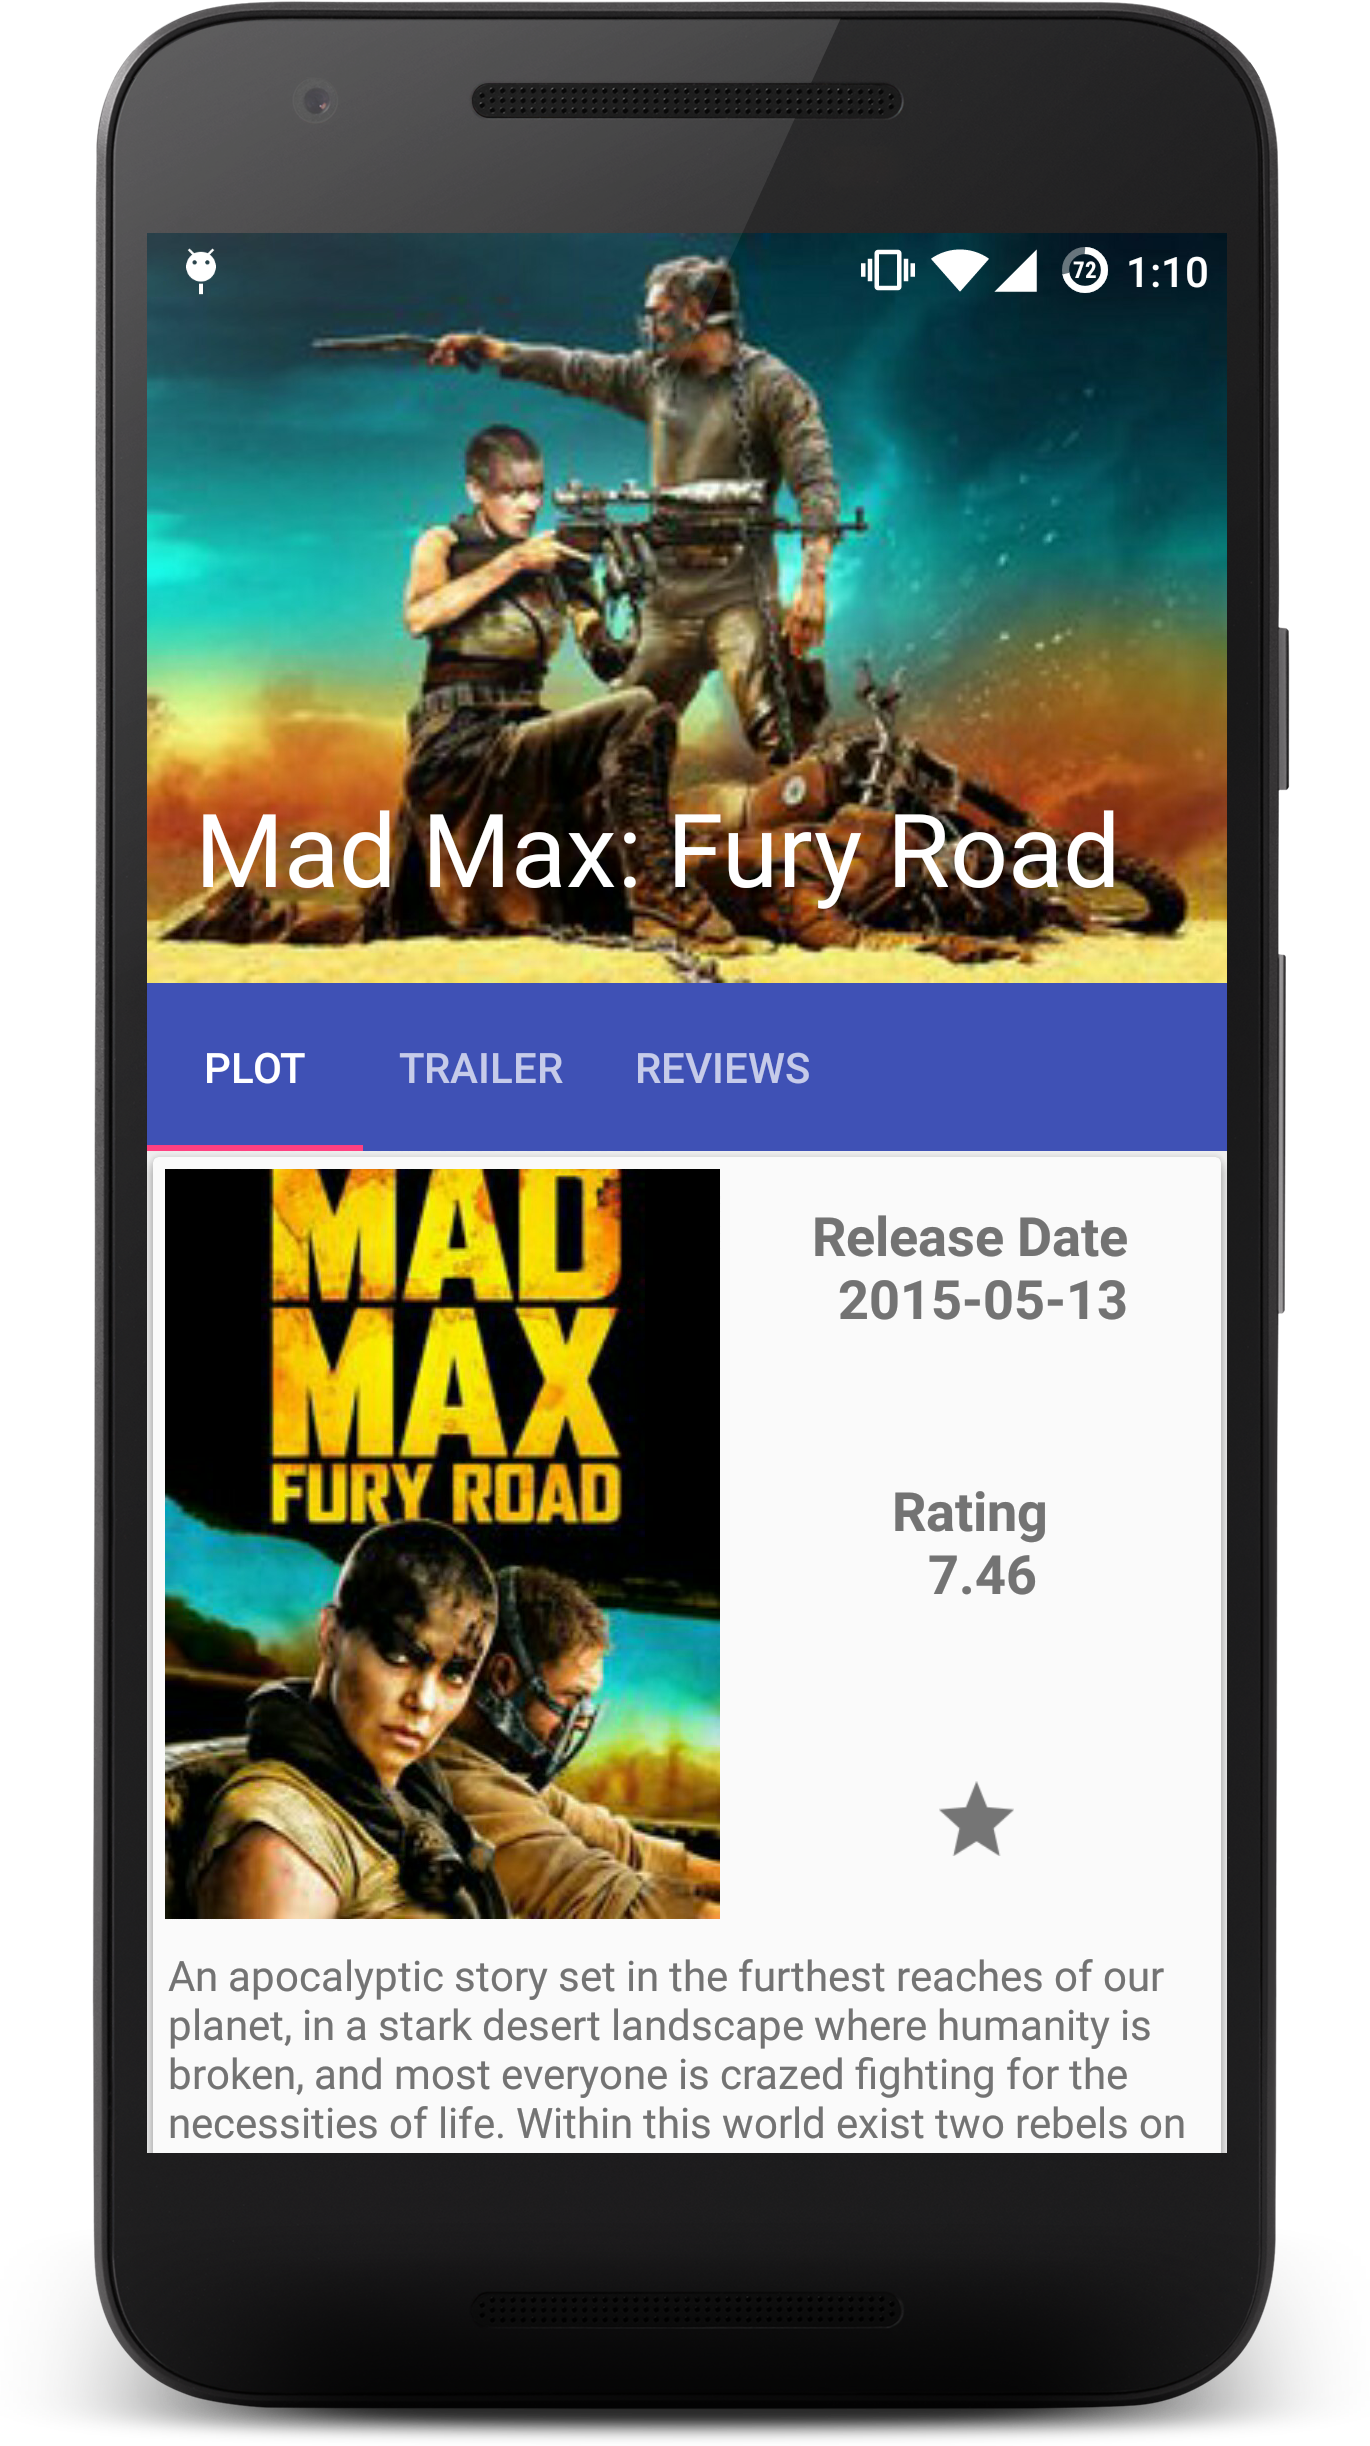 72 1:10
Mad Max: Fury Road
PLOT TRAILER REVIEWS
MAD
MAX
FURY ROAD
Release Date
2015-05-13
Rating
7.46
An apocalyptic story set in the furthest reaches of our
planet, in a stark desert landscape where humanity is
broken, and most everyone is crazed fighting for the
necessities of life. Within this world exist two rebels on